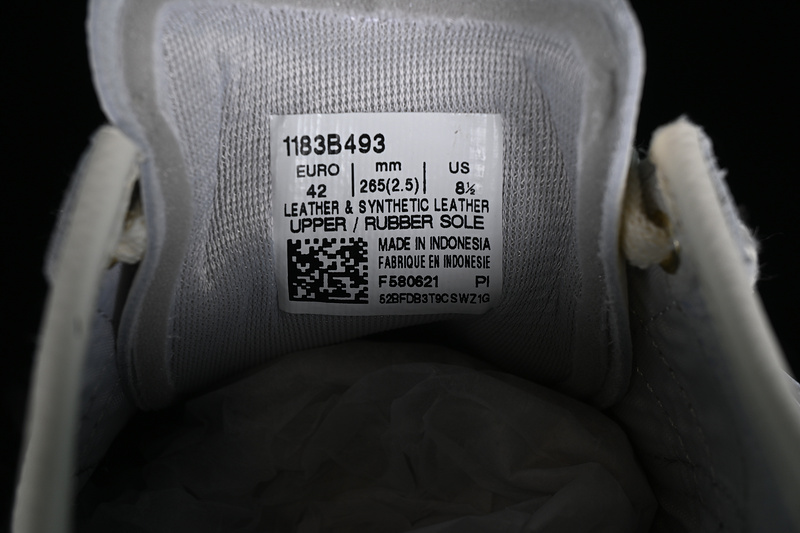 1183B493
EURO mm US
42 265(2.5) 8½
LEATHER & SYNTHETIC LEATHER
UPPER / RUBBER SOLE
MADE IN INDONESIA
FABRIQUE EN INDONESIE
F580621 PI
52BFDB3T9CSWZ1G